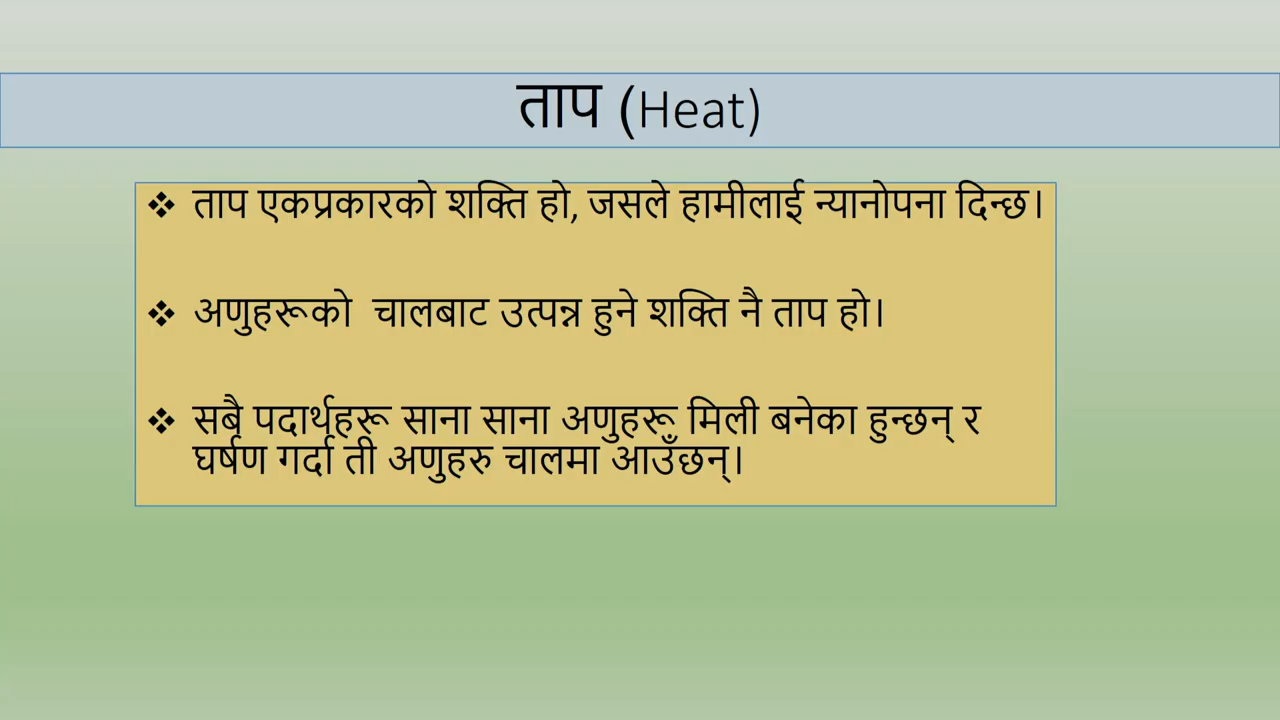 ताप (Heat)
❖ ताप एकप्रकारको शक्ति हो, जसले हामीलाई न्यानोपना दिन्छ।
❖ अणुहरूको चालबाट उत्पन्न हुने शक्ति नै ताप हो।
❖ सबै पदार्थहरू साना साना अणुहरू मिली बनेका हुन्छन् र
घर्षण गर्दा ती अणुहरु चालमा आउँछन्।